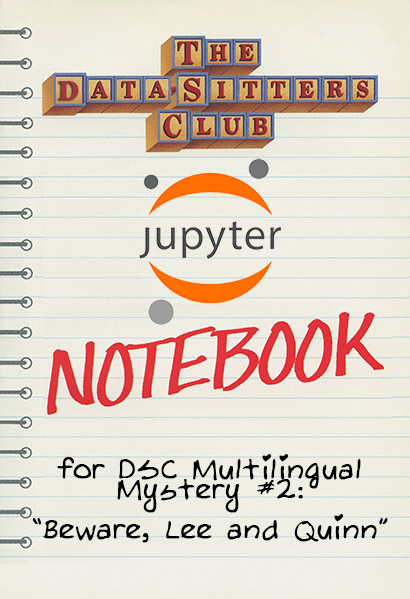 THE
DATA-SITTERS
CLUB
jupyter
NOTEBOOK
for DSC Multilingual
Mystery #2:
"Beware, Lee and Quinn"